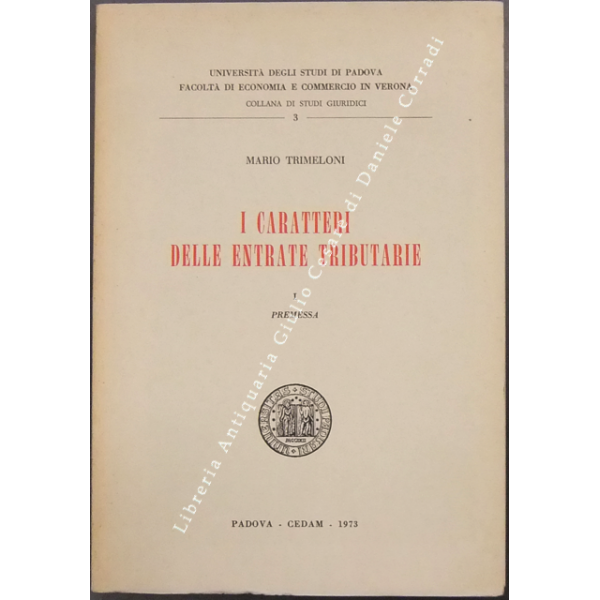 UNIVERSITÀ DEGLI STUDI DI PADOVA
FACOLTÀ DI ECONOMIA E COMMERCIO IN VERONA
COLLANA DI STUDI GIURIDICI
3
MARIO TRIMELONI
I CARATTERI
DELLE ENTRATE TRIBUTARIE
I
PREMESSA
PADOVA - CEDAM - 1973
Libreria Antiquaria Giulio Cesare di Daniele Corradi